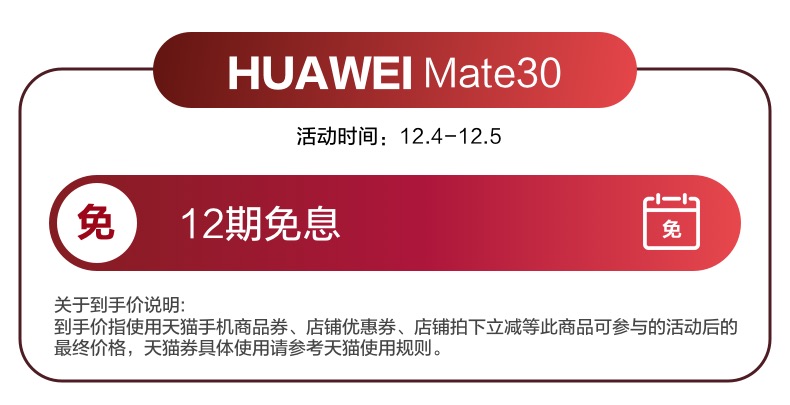 HUAWEI Mate30
活动时间：12.4-12.5
免 12期免息 免
关于到手价说明:
到手价指使用天猫手机商品券、店铺优惠券、店铺拍下立减等此商品可参与的活动后的
最终价格，天猫券具体使用请参考天猫使用规则。